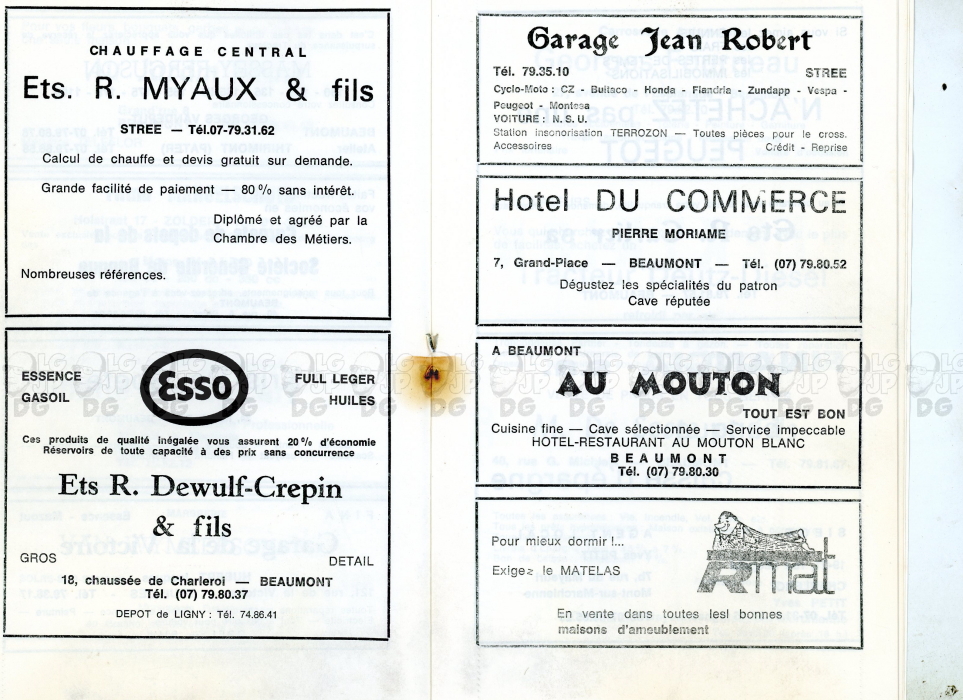 CHAUFFAGE CENTRAL
Ets. R. MYAUX & fils
STREE — Tél.07-79.31.62
Calcul de chauffe et devis gratuit sur demande.
Grande facilité de paiement — 80 % sans intérêt.
Diplômé et agréé par la
Chambre des Métiers.
Nombreuses références.
ESSENCE
GASOIL
Esso
FULL LEGER
HUILES
Ces produits de qualité inégalée vous assurent 20 % d'économie
Réservoirs de toute capacité à des prix sans concurrence
Ets R. Dewulf-Crepin
& fils
GROS
DETAIL
18, chaussée de Charleroi — BEAUMONT
Tél. (07) 79.80.37
DEPOT de LIGNY : Tél. 74.86.41
Garage Jean Robert
Tél. 79.35.10 STREE
Cyclo-Moto : CZ - Bultaco - Honda - Flandria - Zundapp - Vespa -
Peugeot - Montesa
VOITURE : N. S. U.
Station insonorisation TERROZON — Toutes pièces pour le cross.
Accessoires Crédit - Reprise
Hotel DU COMMERCE
PIERRE MORIAME
7, Grand-Place — BEAUMONT — Tél. (07) 79.80.52
Dégustez les spécialités du patron
Cave réputée
A BEAUMONT
AU MOUTON
TOUT EST BON
Cuisine fine — Cave sélectionnée — Service impeccable
HOTEL-RESTAURANT AU MOUTON BLANC
BEAUMONT
Tél. (07) 79.80.30
Pour mieux dormir !...
Exigez le MATELAS
Rmat
En vente dans toutes lesl bonnes
maisons d'ameublement